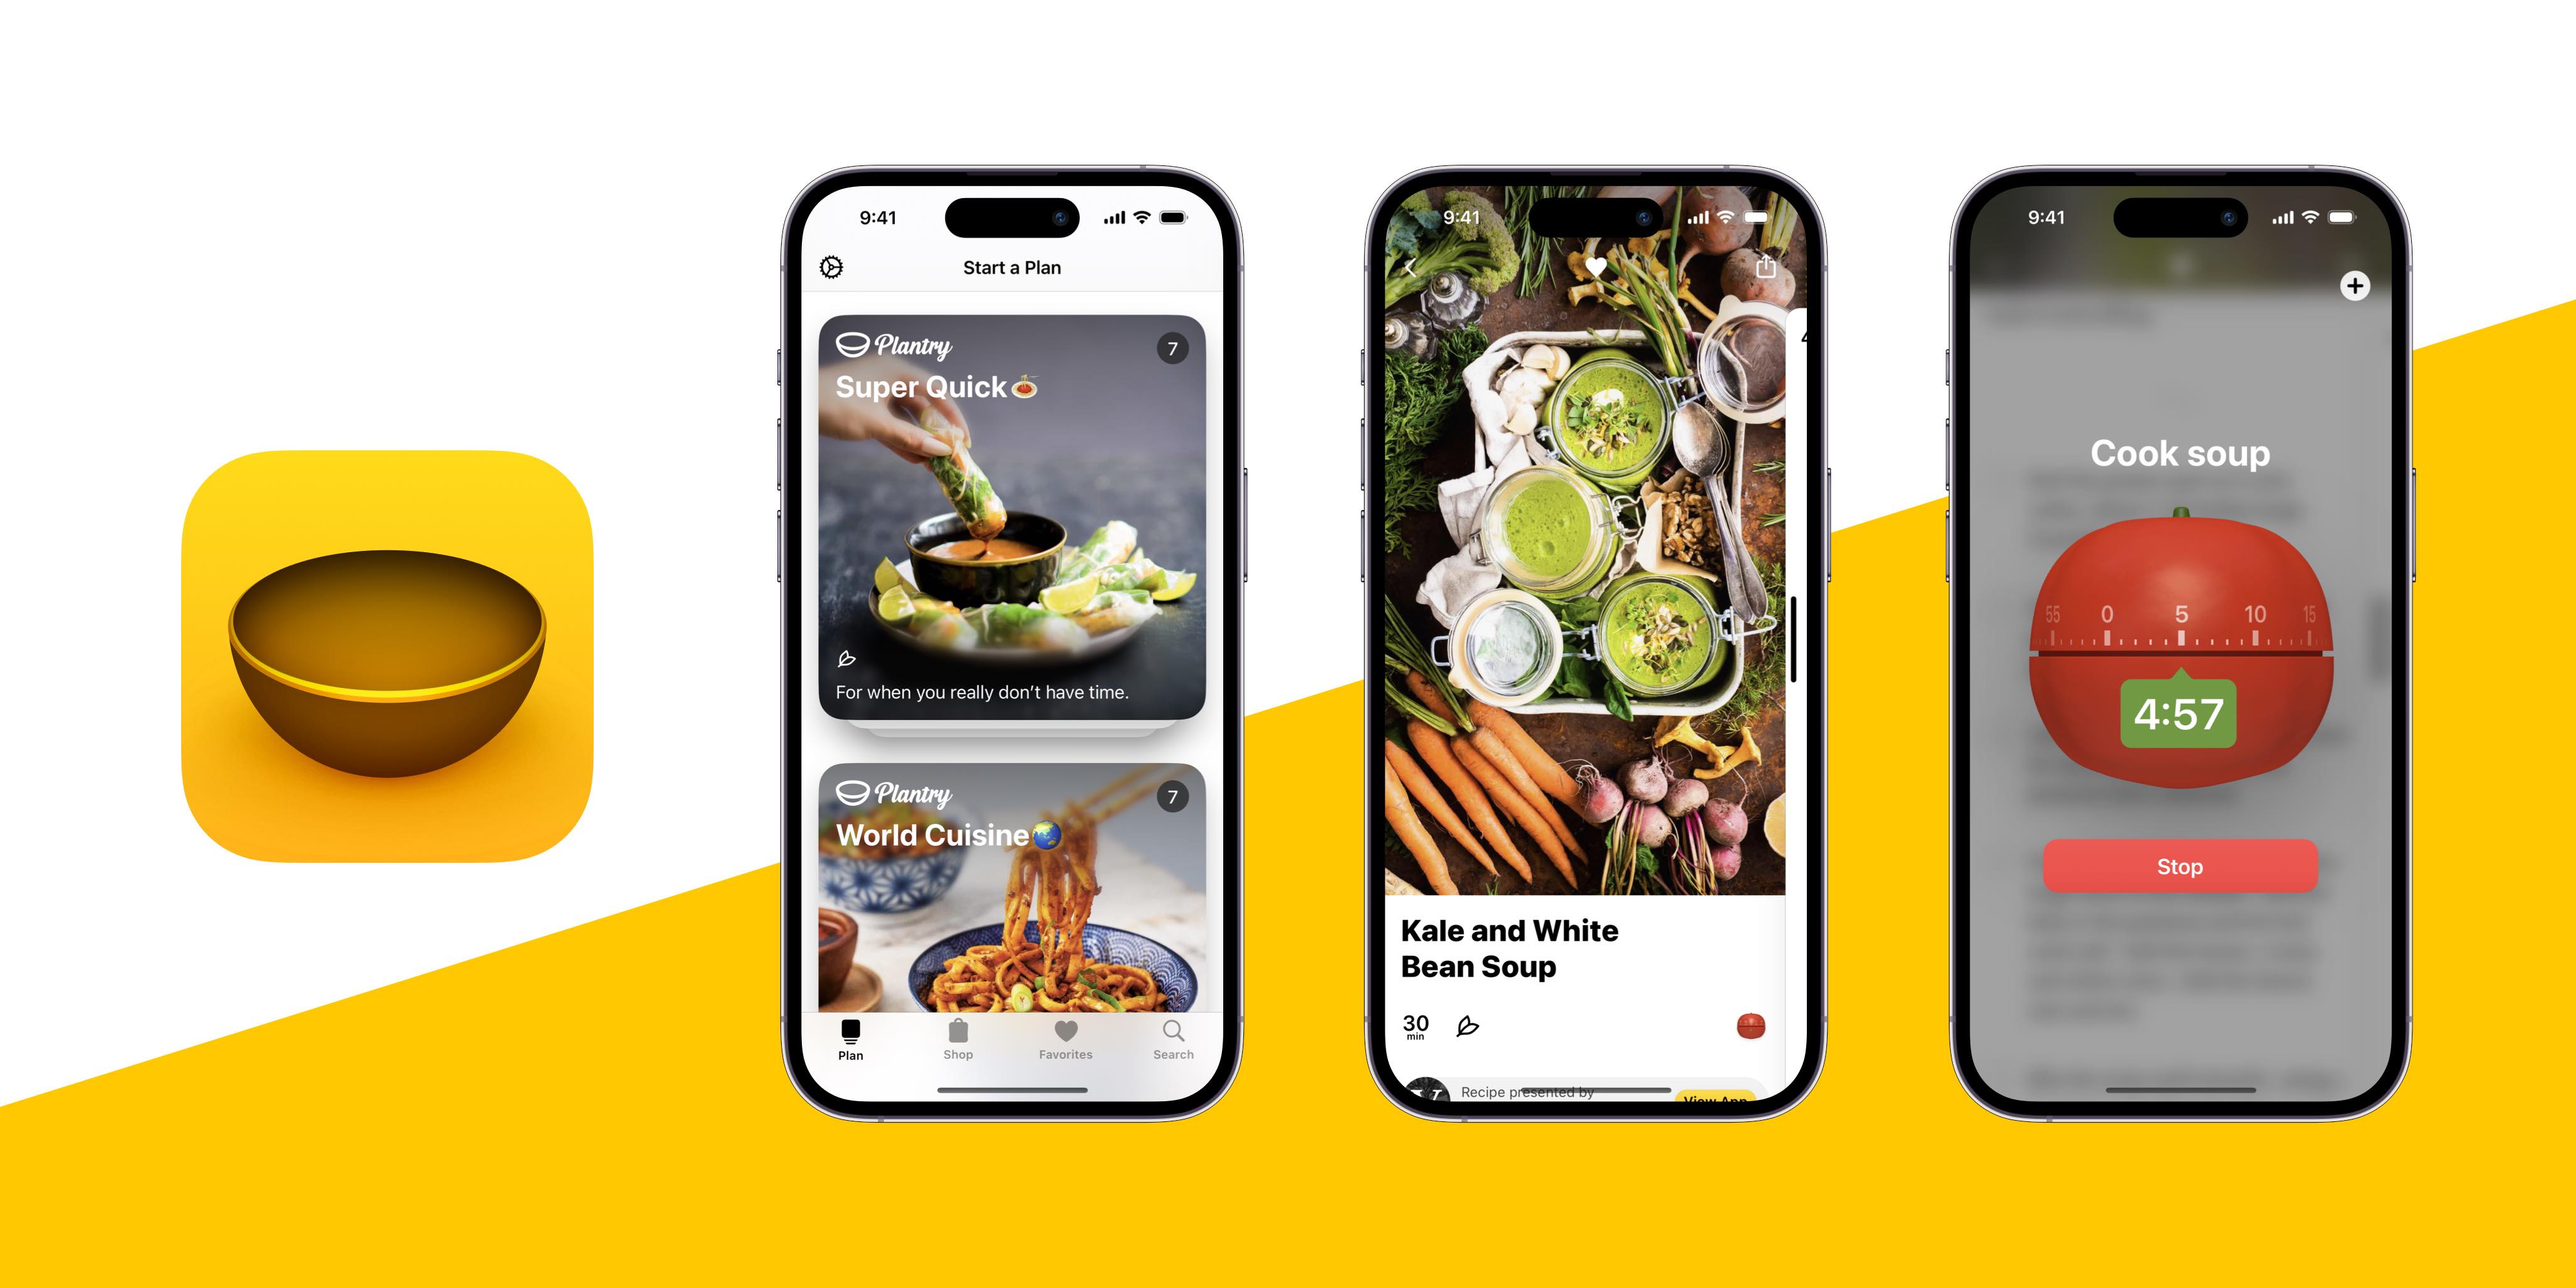 9:41
Start a Plan
Plantry
7
Super Quick
For when you really don't have time.
Plantry
7
World Cuisine
Plan
Shop
Favorites
Search
9:41
Kale and White
Bean Soup
30
min
Recipe presented by
View App
9:41
Cook soup
55 0 5 10 15
4:57
Stop